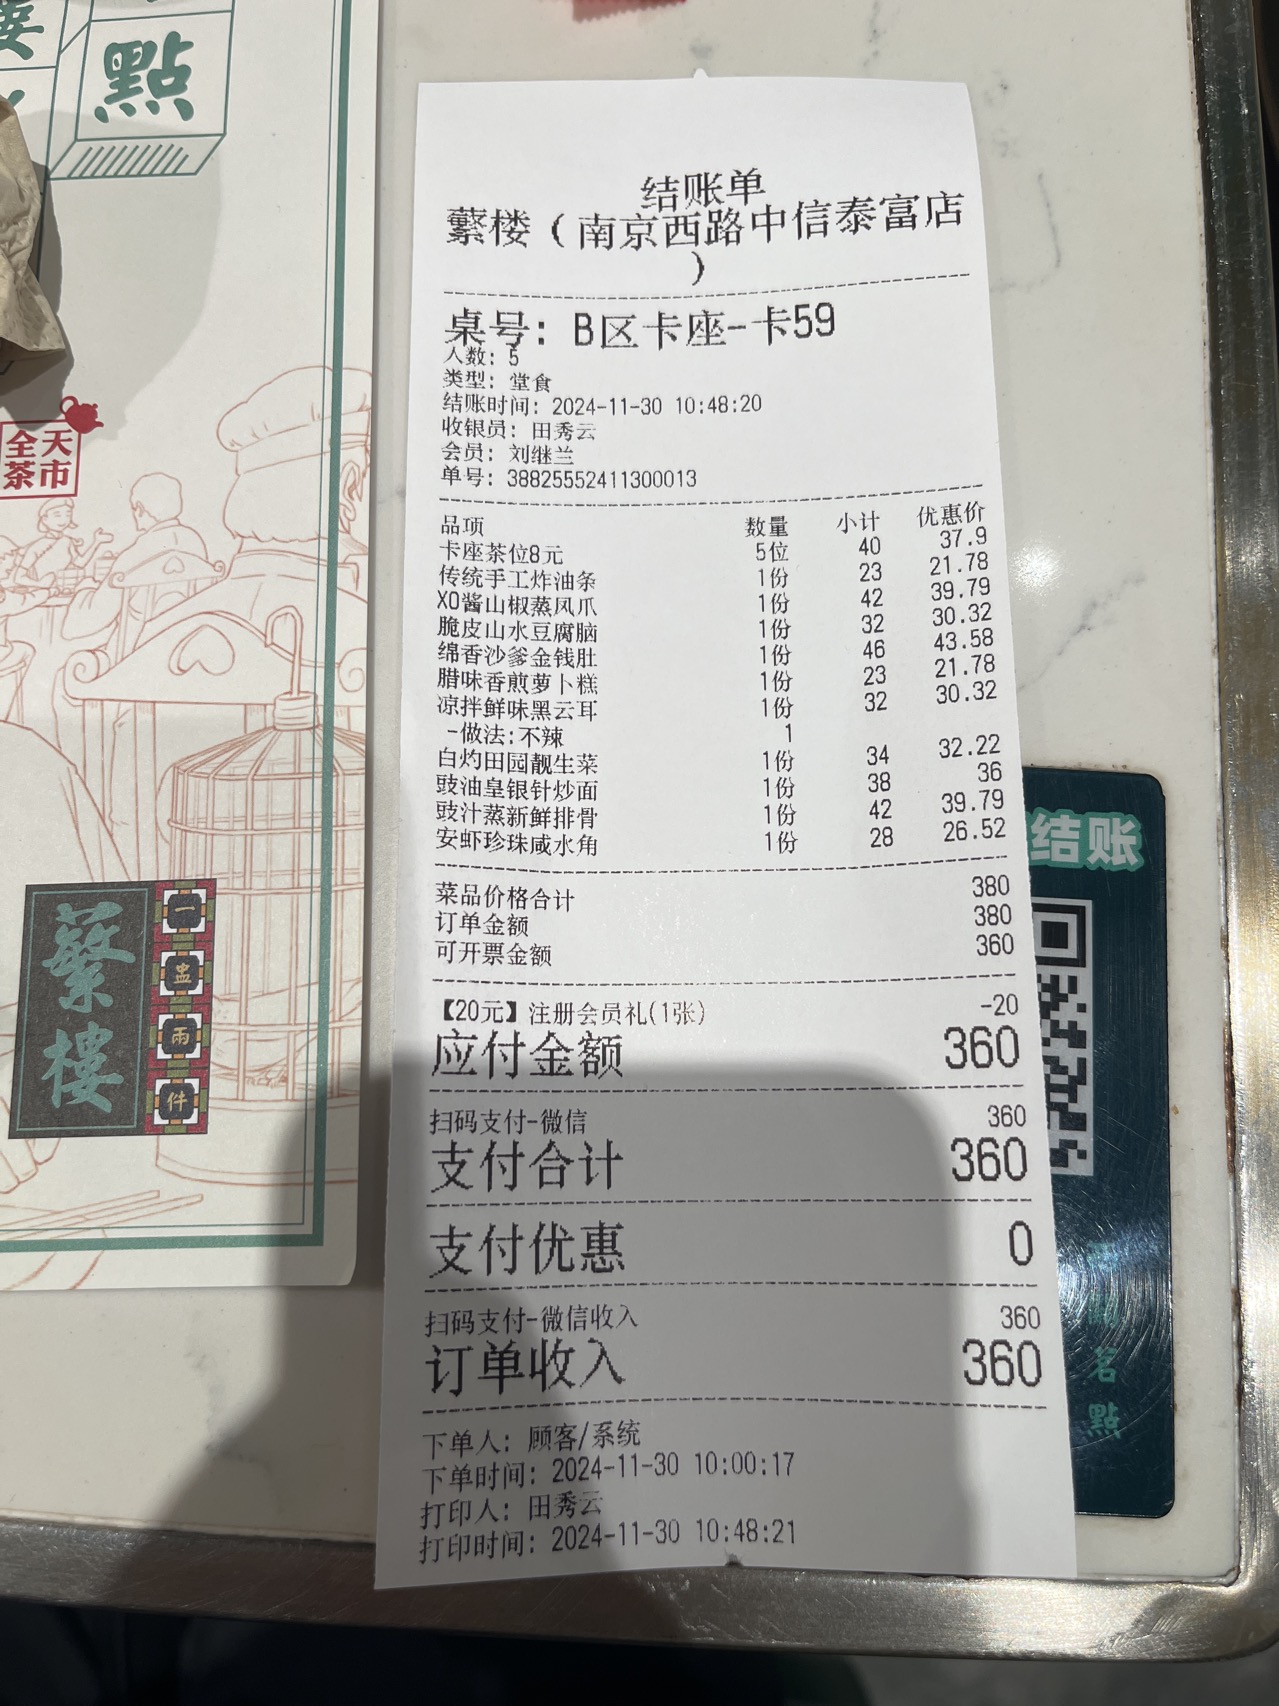 點
全天
茶市
蘩樓
一
盅
兩
件
结账单
蘩楼（南京西路中信泰富店
）
桌号：B区卡座-卡59
人数：5
类型：堂食
结账时间：2024-11-30 10:48:20
收银员：田秀云
会员：刘继兰
单号：38825552411300013
品项 数量 小计 优惠价
卡座茶位8元 5位 40 37.9
传统手工炸油条 1份 23 21.78
XO酱山椒蒸凤爪 1份 42 39.79
脆皮山水豆腐脑 1份 32 30.32
绵香沙爹金钱肚 1份 46 43.58
腊味香煎萝卜糕 1份 23 21.78
凉拌鲜味黑云耳 1份 32 30.32
-做法:不辣 1
白灼田园靓生菜 1份 34 32.22
豉油皇银针炒面 1份 38 36
豉汁蒸新鲜排骨 1份 42 39.79
安虾珍珠咸水角 1份 28 26.52
菜品价格合计 380
订单金额 380
可开票金额 360
【20元】注册会员礼(1张) -20
应付金额 360
扫码支付-微信 360
支付合计 360
支付优惠 0
扫码支付-微信收入 360
订单收入 360
下单人：顾客/系统
下单时间：2024-11-30 10:00:17
打印人：田秀云
打印时间：2024-11-30 10:48:21
结账
茗
點